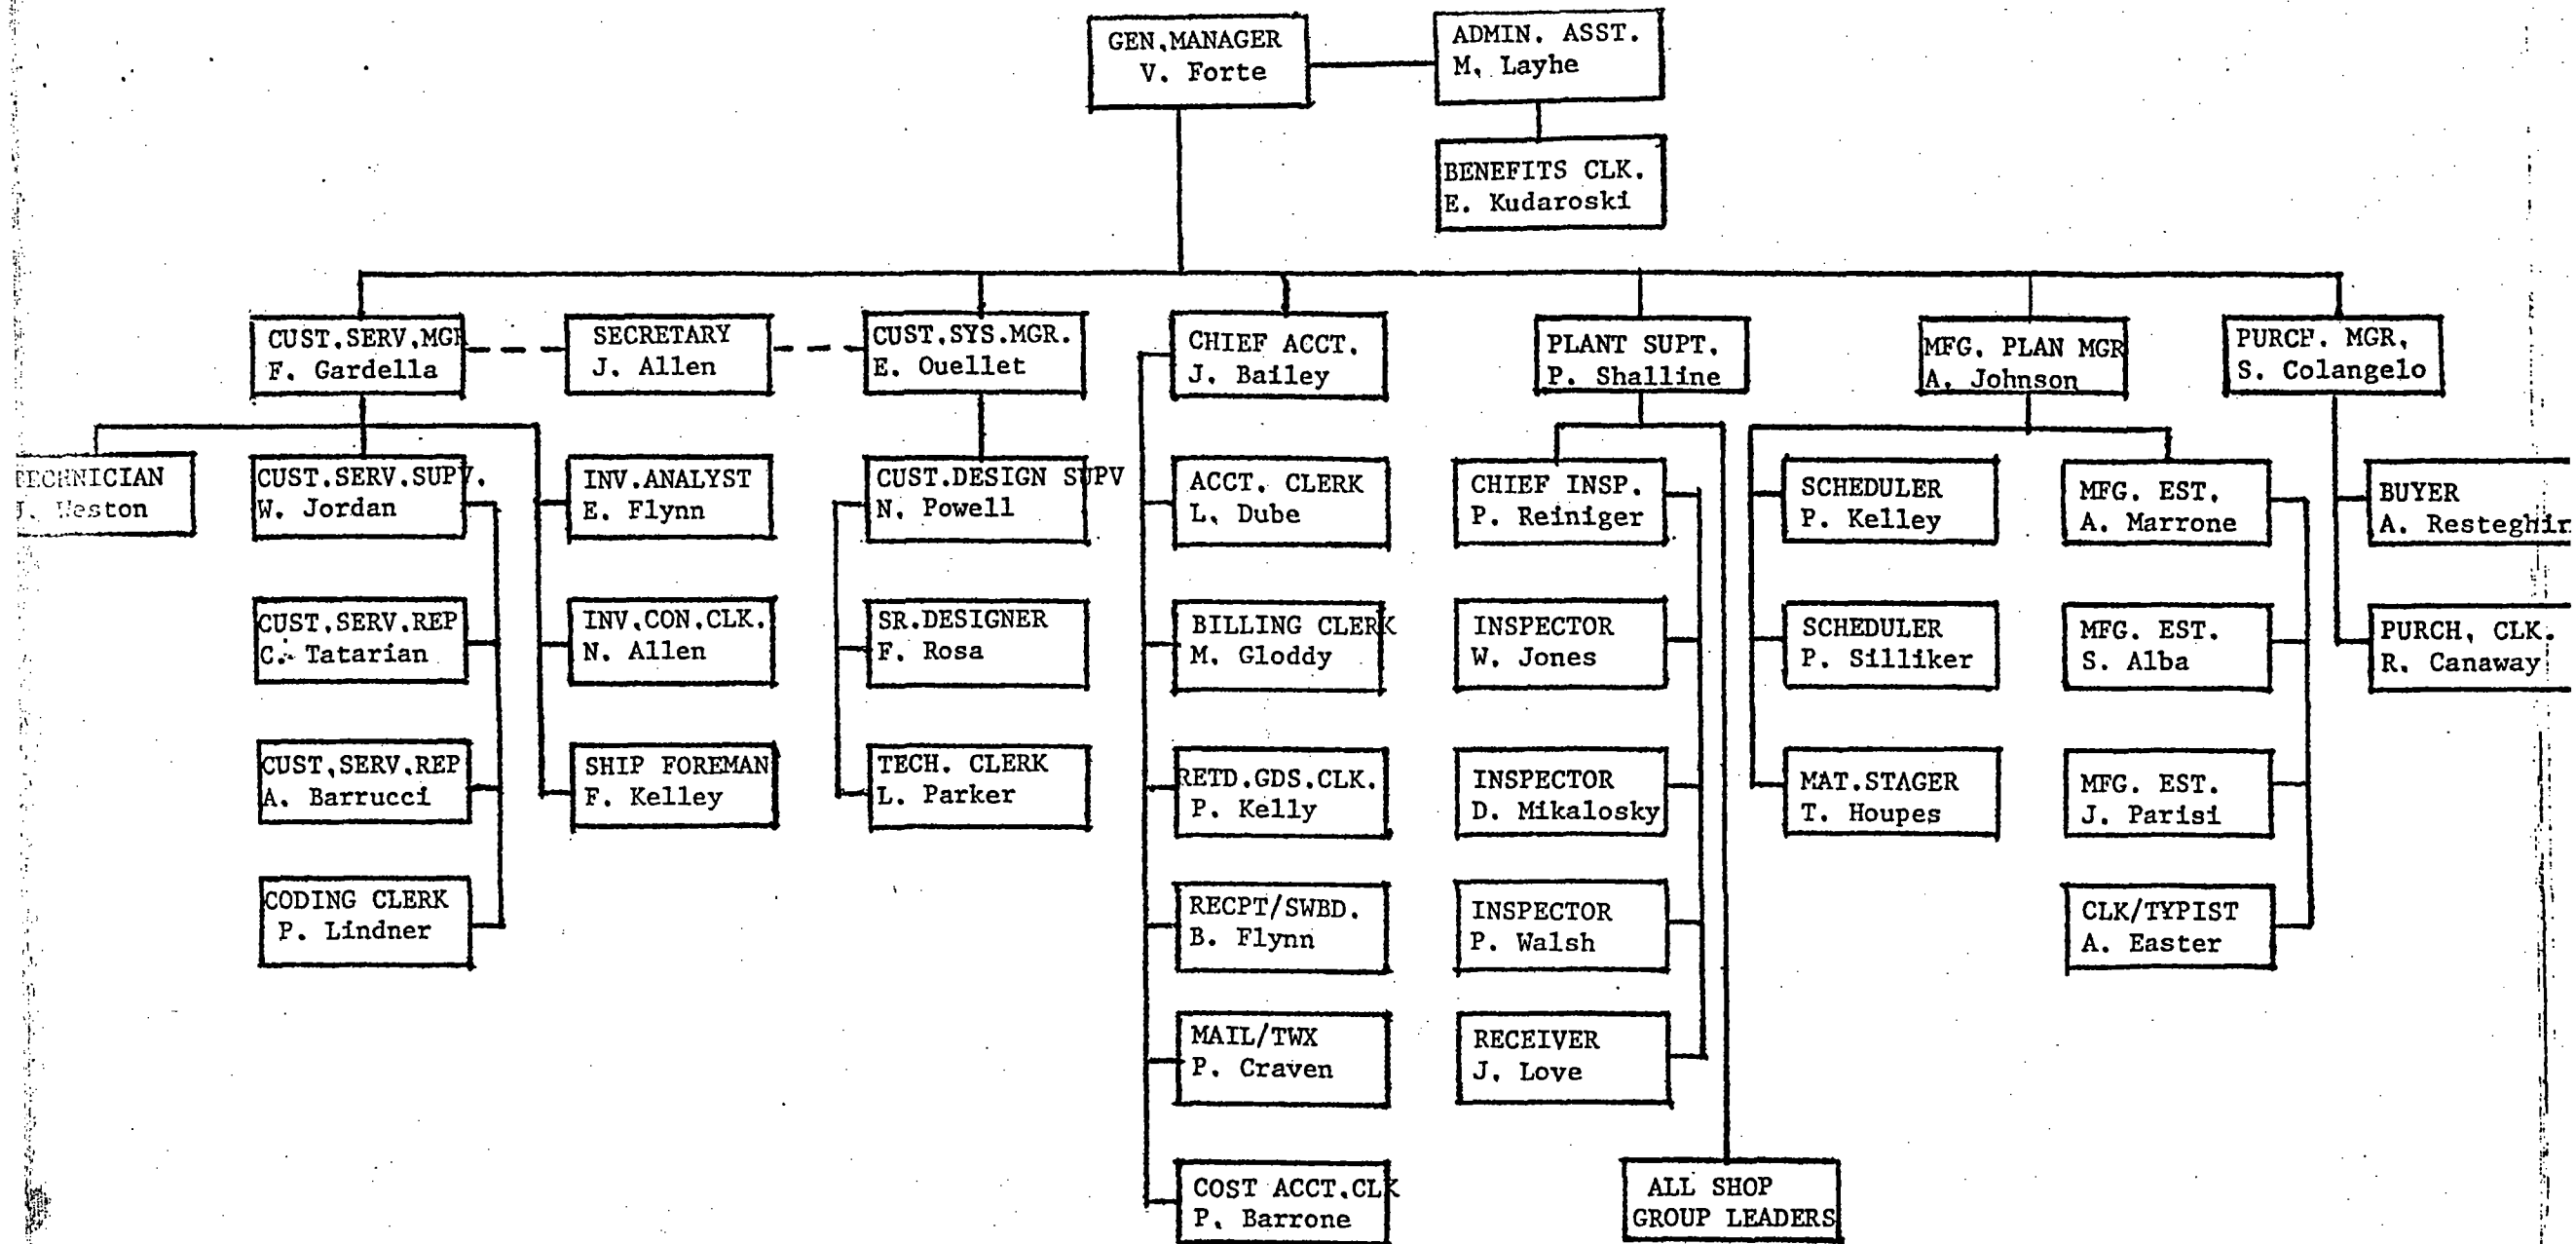 GEN.MANAGER
V. Forte
ADMIN. ASST.
M. Layhe
BENEFITS CLK.
E. Kudaroski
CUST.SERV.MGR
F. Gardella
SECRETARY
J. Allen
CUST.SYS.MGR.
E. Ouellet
CHIEF ACCT.
J. Bailey
PLANT SUPT.
P. Shalline
MFG. PLAN MGR
A. Johnson
PURCH. MGR.
S. Colangelo
TECHNICIAN
J. Weston
CUST.SERV.SUPV.
W. Jordan
INV.ANALYST
E. Flynn
CUST.DESIGN SUPV
N. Powell
ACCT. CLERK
L. Dube
CHIEF INSP.
P. Reiniger
SCHEDULER
P. Kelley
MFG. EST.
A. Marrone
BUYER
A.
CUST.SERV.REP
C. Tatarian
INV.CON.CLK.
N. Allen
SR.DESIGNER
F. Rosa
BILLING CLERK
M. Gloddy
INSPECTOR
W. Jones
SCHEDULER
P. Silliker
MFG. EST.
S. Alba
PURCH. CLK.
R. Canaway
CUST.SERV.REP
A. Barrucci
SHIP FOREMAN
F. Kelley
TECH. CLERK
L. Parker
RETD.GDS.CLK.
P. Kelly
INSPECTOR
D. Mikalosky
MAT.STAGER
T. Houpes
MFG. EST.
J. Parisi
CODING CLERK
P. Lindner
RECPT/SWBD.
B. Flynn
INSPECTOR
P. Walsh
CLK/TYPIST
A. Easter
MAIL/TWX
P. Craven
RECEIVER
J. Love
COST ACCT.CLK
P. Barrone
ALL SHOP
GROUP LEADERS